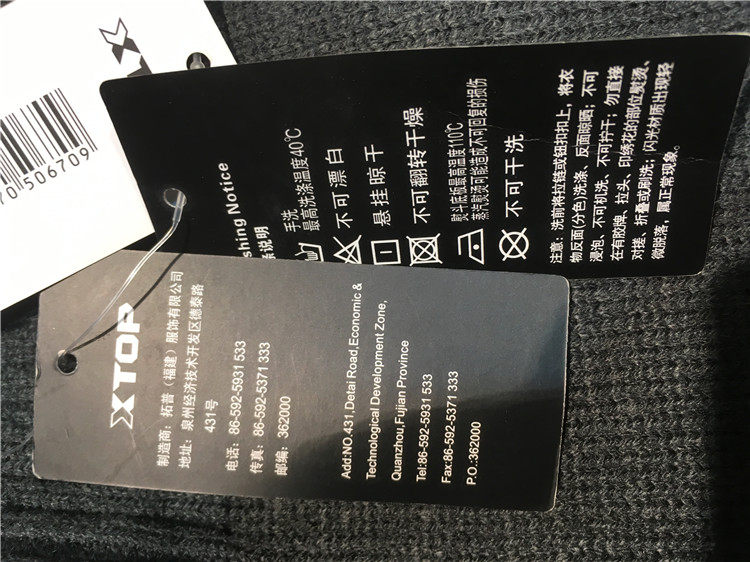 XTOP
制造商：拓普（福建）服饰有限公司
地址：泉州经济技术开发区德泰路
431号
电话：86-592-5931 533
传真：86-592-5371 333
邮编：362000
Add:NO.431,Detai Road,Economic &
Technological Development Zone,
Quanzhou,Fujian Province
Tel:86-592-5931 533
Fax:86-592-5371 333
P.O:362000
shing Notice
涤说明
手洗
最高洗涤温度40℃
不可漂白
悬挂晾干
不可翻转干燥
熨斗底板最高温度110℃
蒸汽熨烫可能造成不可回复的损伤
不可干洗
注意：洗前将拉链或钮扣扣上，将衣
物反面(分色)洗涤、反面晾晒；不可
浸泡、不可机洗、不可拧干；勿直接
在有胶牌、拉头、印绣花的部位熨烫、
对搓、折叠或刷洗；闪光材质出现轻
微脱落，属正常现象。
70 506709
X